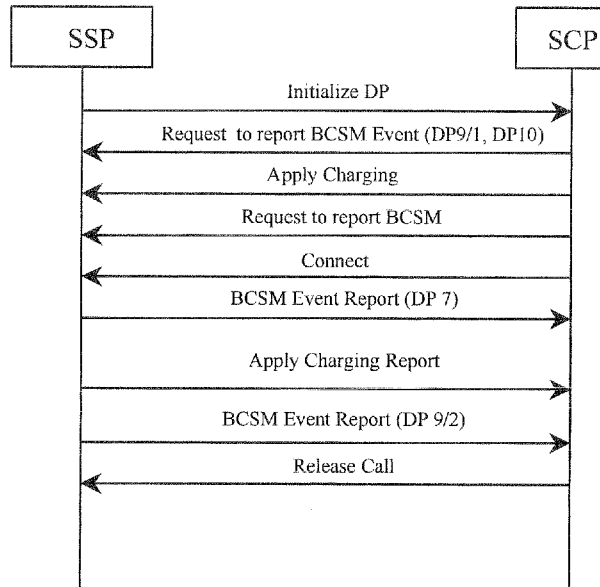 SSP
SCP
Initialize DP
Request to report BCSM Event (DP9/1, DP10)
Apply Charging
Request to report BCSM
Connect
BCSM Event Report (DP 7)
Apply Charging Report
BCSM Event Report (DP 9/2)
Release Call